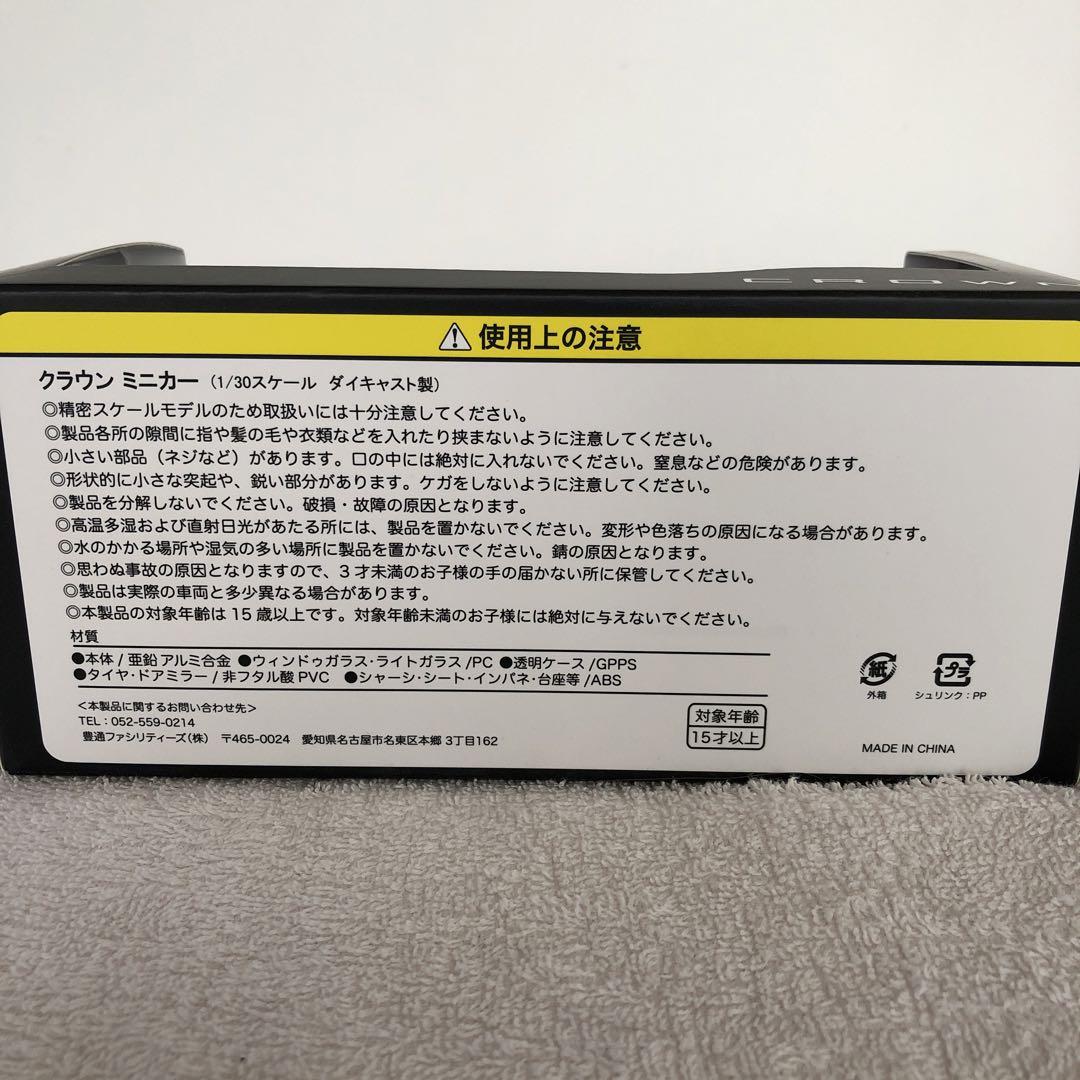 CROWN
使用上の注意
クラウン ミニカー（1/30スケール ダイキャスト製）
◎精密スケールモデルのため取扱いには十分注意してください。
◎製品各所の隙間に指や髪の毛や衣類などを入れたり挟まないように注意してください。
◎小さい部品（ネジなど）があります。口の中には絶対に入れないでください。窒息などの危険があります。
◎形状的に小さな突起や、鋭い部分があります。ケガをしないように注意してください。
◎製品を分解しないでください。破損・故障の原因となります。
◎高温多湿および直射日光があたる所には、製品を置かないでください。変形や色落ちの原因になる場合があります。
◎水のかかる場所や湿気の多い場所に製品を置かないでください。錆の原因となります。
◎思わぬ事故の原因となりますので、3才未満のお子様の手の届かない所に保管してください。
◎製品は実際の車両と多少異なる場合があります。
◎本製品の対象年齢は15歳以上です。対象年齢未満のお子様には絶対に与えないでください。
材質
●本体/亜鉛アルミ合金 ●ウィンドゥガラス・ライトガラス/PC ●透明ケース/GPPS
●タイヤ・ドアミラー/非フタル酸PVC ●シャーシ・シート・インパネ・台座等/ABS
＜本製品に関するお問い合わせ先＞
TEL：052-559-0214
豊通ファシリティーズ（株） 〒465-0024 愛知県名古屋市名東区本郷3丁目162
対象年齢
15才以上
紙
外箱
プラ
シュリンク：PP
MADE IN CHINA